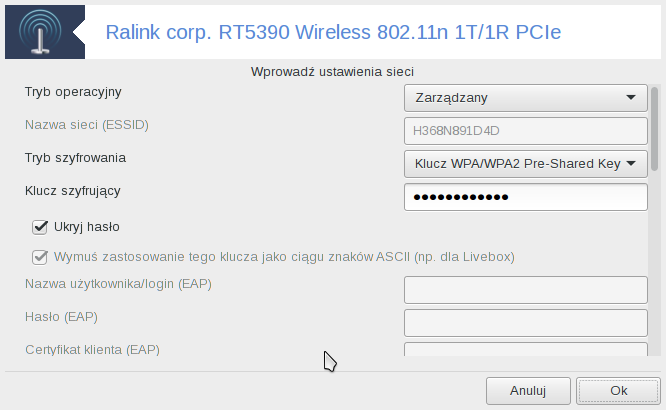 Ralink corp. RT5390 Wireless 802.11n 1T/1R PCIe
Wprowadź ustawienia sieci
Tryb operacyjny Zarządzany
Nazwa sieci (ESSID) H368N891D4D
Tryb szyfrowania Klucz WPA/WPA2 Pre-Shared Key
Klucz szyfrujący ●●●●●●●●●●●●
Ukryj hasło
Wymuś zastosowanie tego klucza jako ciągu znaków ASCII (np. dla Livebox)
Nazwa użytkownika/login (EAP)
Hasło (EAP)
Certyfikat klienta (EAP)
Anuluj Ok